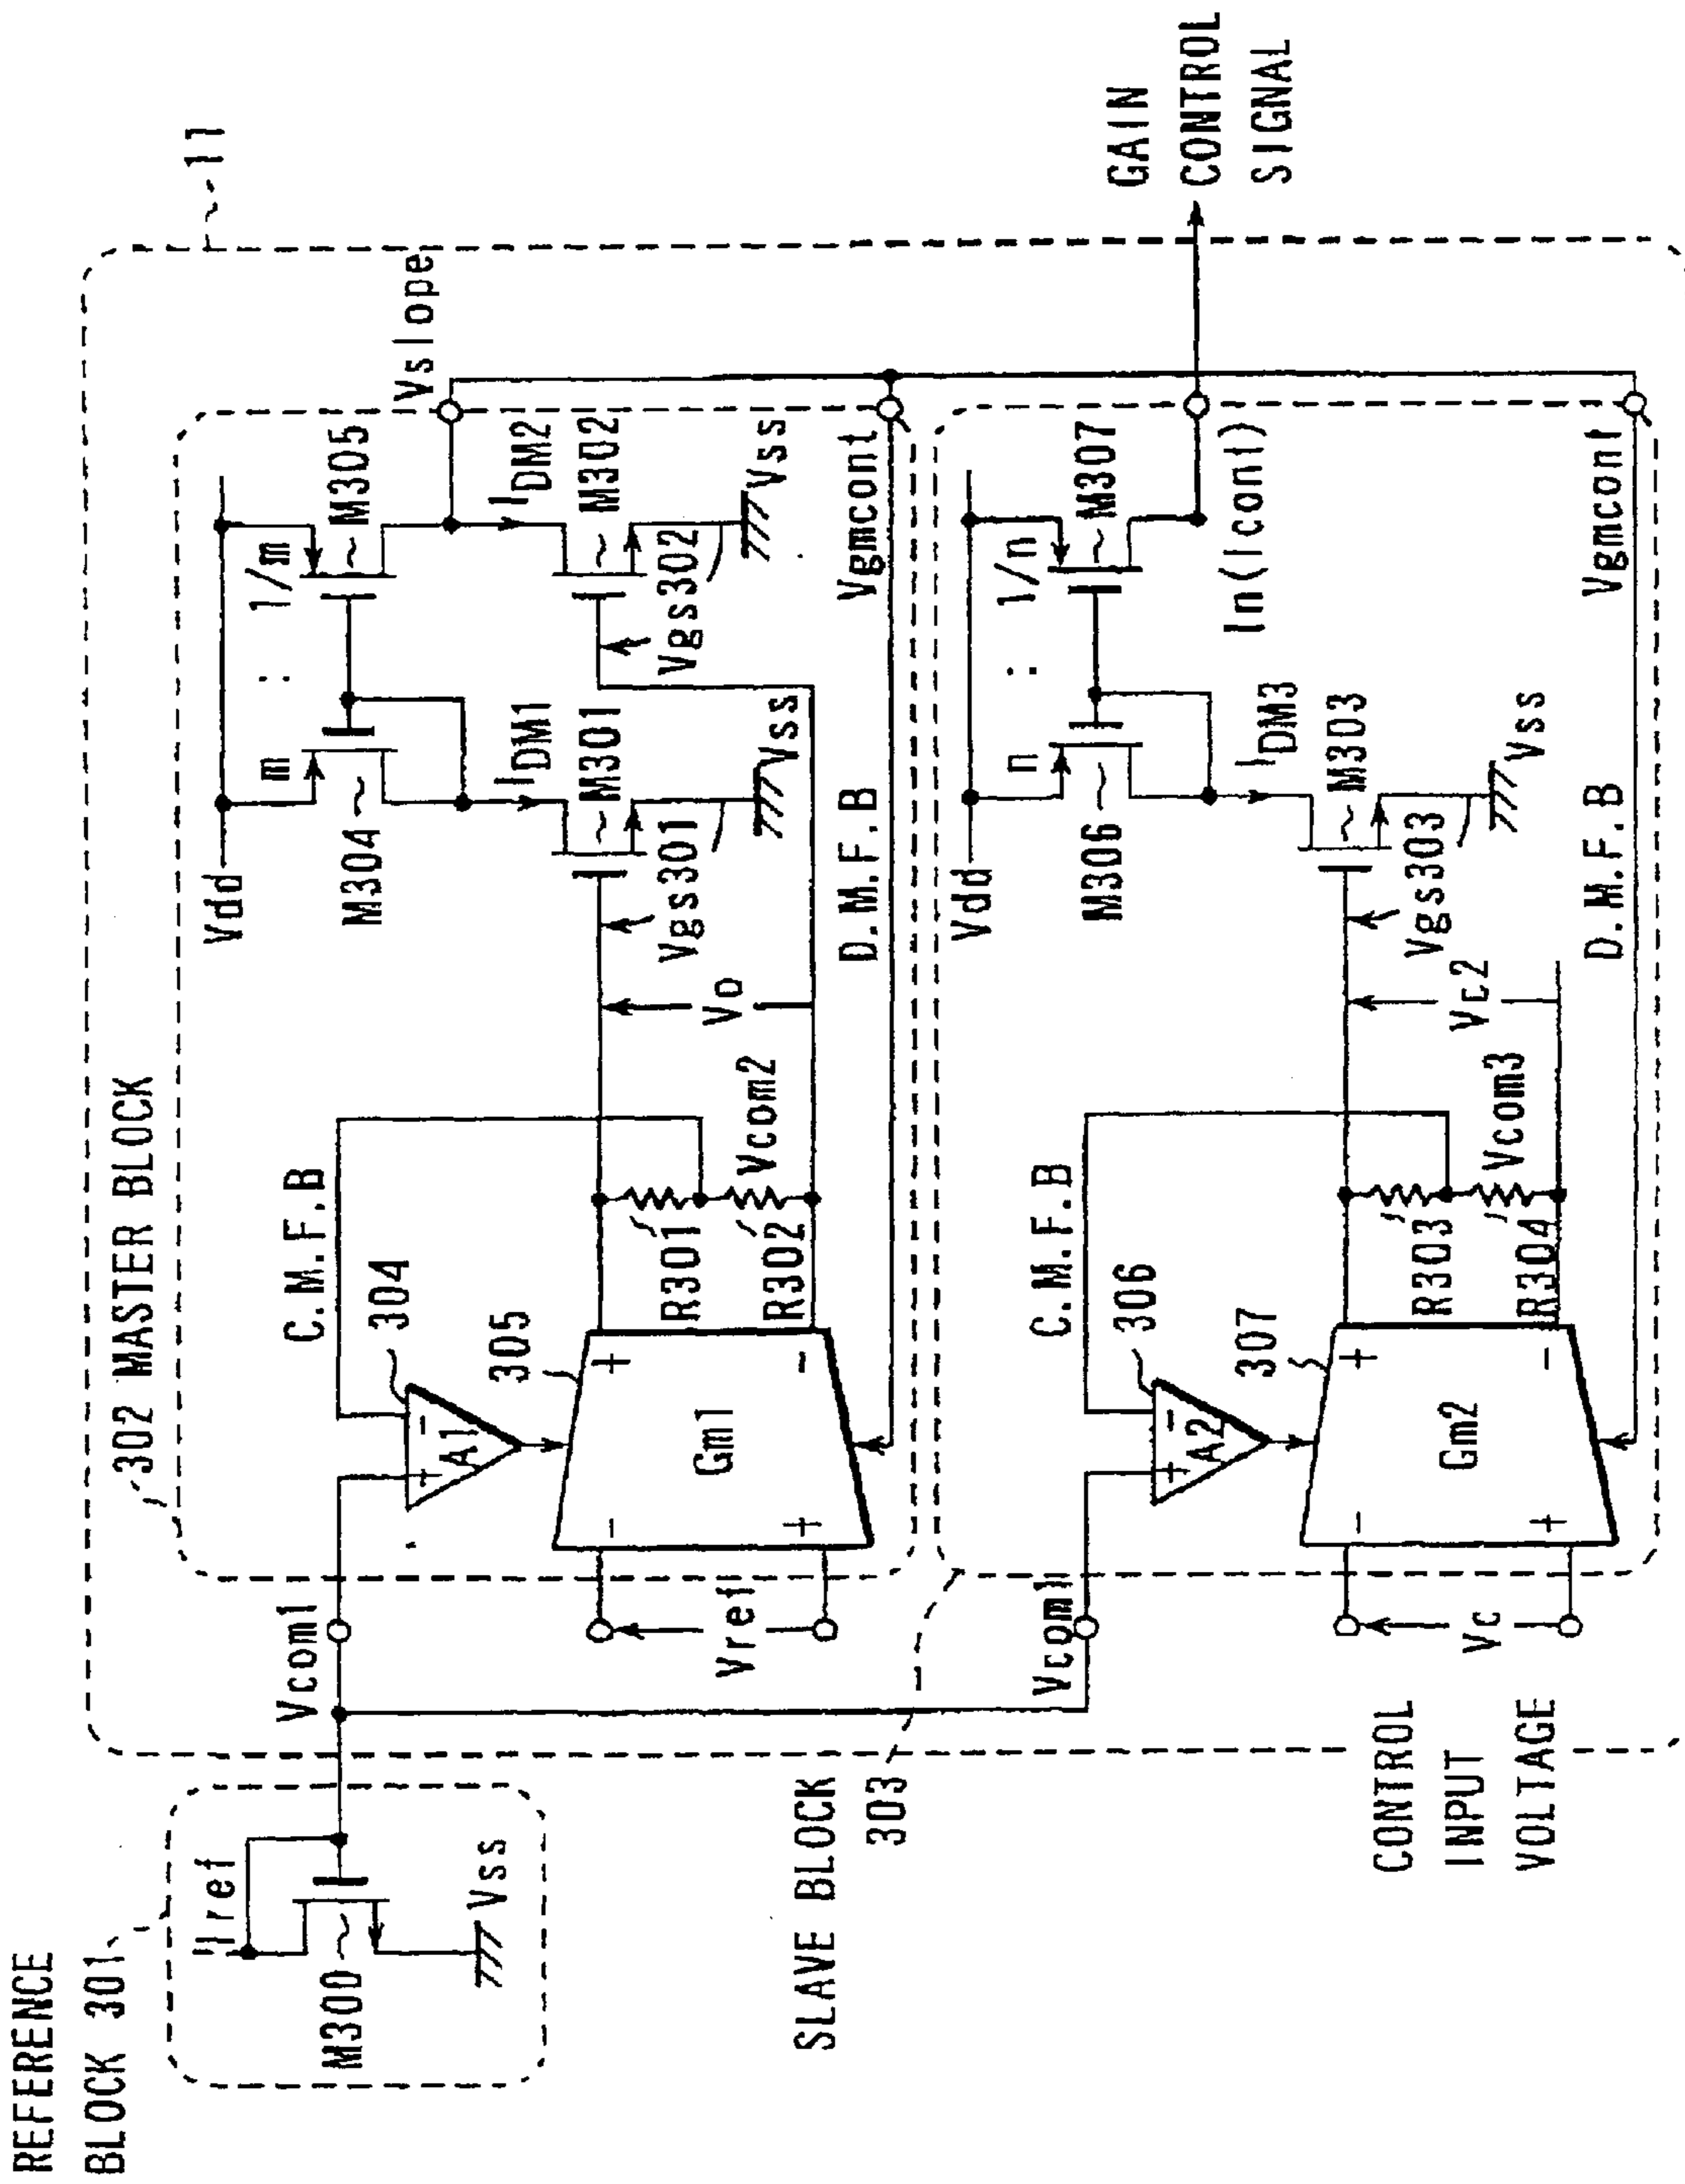 REFERENCE
BLOCK 301
Iref
M300
Vss
302 MASTER BLOCK
Vcom1
C.M.F.B
304
A1
+
-
305
Gm1
-
+
+
-
Vref
R301
R302
Vcom2
Vo
Vdd
m : 1/m
M304
M305
IDM1
IDM2
M301
M302
Vgs301
Vgs302
Vss
Vss
Vslope
D.M.F.B
Vgmcont
11
SLAVE BLOCK
303
Vcom1
C.M.F.B
306
A2
+
-
307
Gm2
-
+
+
-
CONTROL
INPUT
VOLTAGE
Vc
R303
R304
Vcom3
Vc2
Vdd
n : 1/n
M306
M307
IDM3
M303
Vgs303
Vss
In(Icont)
D.M.F.B
Vgmcont
GAIN
CONTROL
SIGNAL